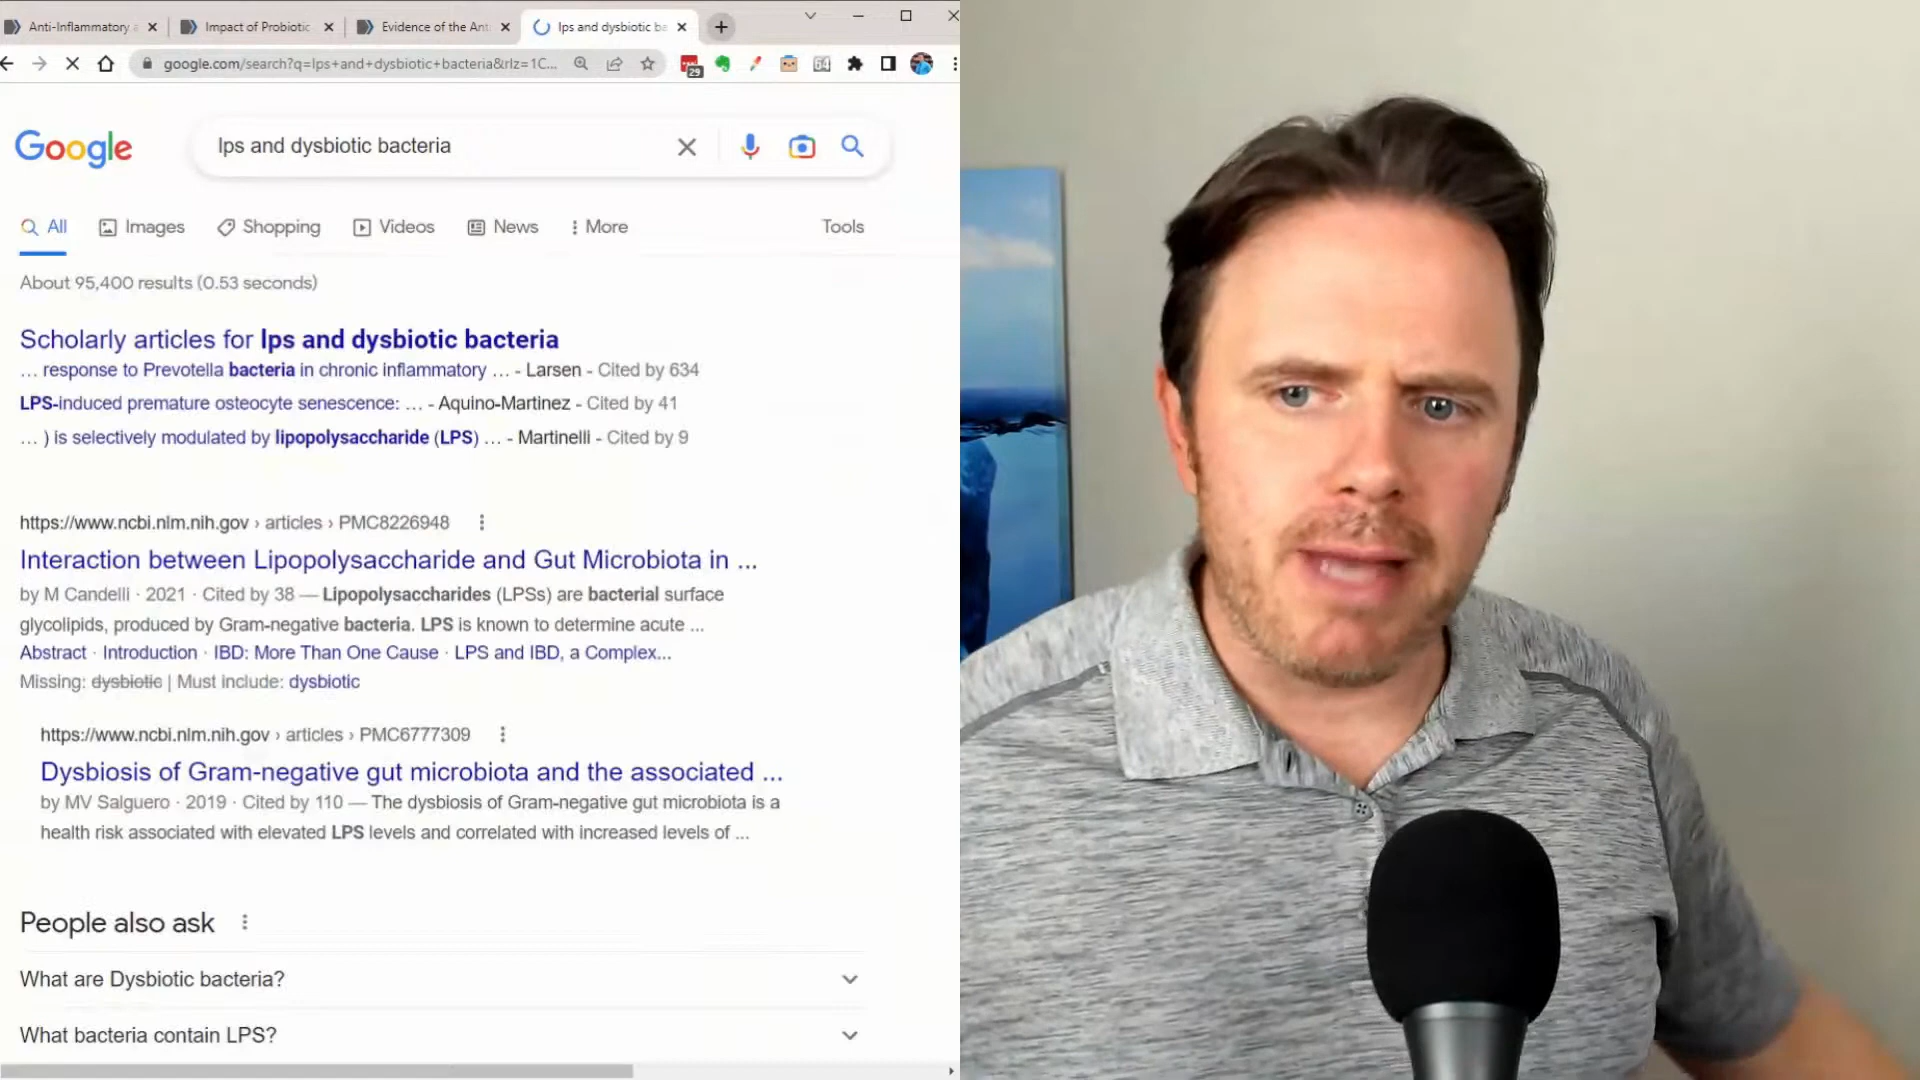 Anti-Inflammatory a
Impact of Probiotic
Evidence of the Ant
lps and dysbiotic ba
google.com/search?q=lps+and+dysbiotic+bacteria&rlz=1C...
29
Google
lps and dysbiotic bacteria
All
Images
Shopping
Videos
News
More
Tools
About 95,400 results (0.53 seconds)
Scholarly articles for lps and dysbiotic bacteria
... response to Prevotella bacteria in chronic inflammatory ... - Larsen - Cited by 634
LPS-induced premature osteocyte senescence: ... - Aquino-Martinez - Cited by 41
... ) is selectively modulated by lipopolysaccharide (LPS) ... - Martinelli - Cited by 9
https://www.ncbi.nlm.nih.gov › articles › PMC8226948
Interaction between Lipopolysaccharide and Gut Microbiota in ...
by M Candelli · 2021 · Cited by 38 — Lipopolysaccharides (LPSs) are bacterial surface
glycolipids, produced by Gram-negative bacteria. LPS is known to determine acute ...
Abstract · Introduction · IBD: More Than One Cause · LPS and IBD, a Complex...
Missing: dysbiotic | Must include: dysbiotic
https://www.ncbi.nlm.nih.gov › articles › PMC6777309
Dysbiosis of Gram-negative gut microbiota and the associated ...
by MV Salguero · 2019 · Cited by 110 — The dysbiosis of Gram-negative gut microbiota is a
health risk associated with elevated LPS levels and correlated with increased levels of ...
People also ask
What are Dysbiotic bacteria?
What bacteria contain LPS?